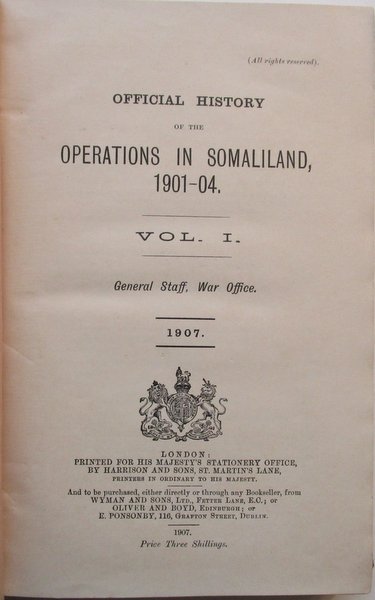 (All rights reserved).
OFFICIAL HISTORY
OF THE
OPERATIONS IN SOMALILAND,
1901-04.
VOL. I.
General Staff, War Office.
1907.
LONDON:
PRINTED FOR HIS MAJESTY'S STATIONERY OFFICE,
BY HARRISON AND SONS, ST. MARTIN'S LANE,
PRINTERS IN ORDINARY TO HIS MAJESTY.
And to be purchased, either directly or through any Bookseller, from
WYMAN AND SONS, LTD., FETTER LANE, E.C.; or
OLIVER AND BOYD, EDINBURGH; or
E. PONSONBY, 116, GRAFTON STREET, DUBLIN.
1907.
Price Three Shillings.